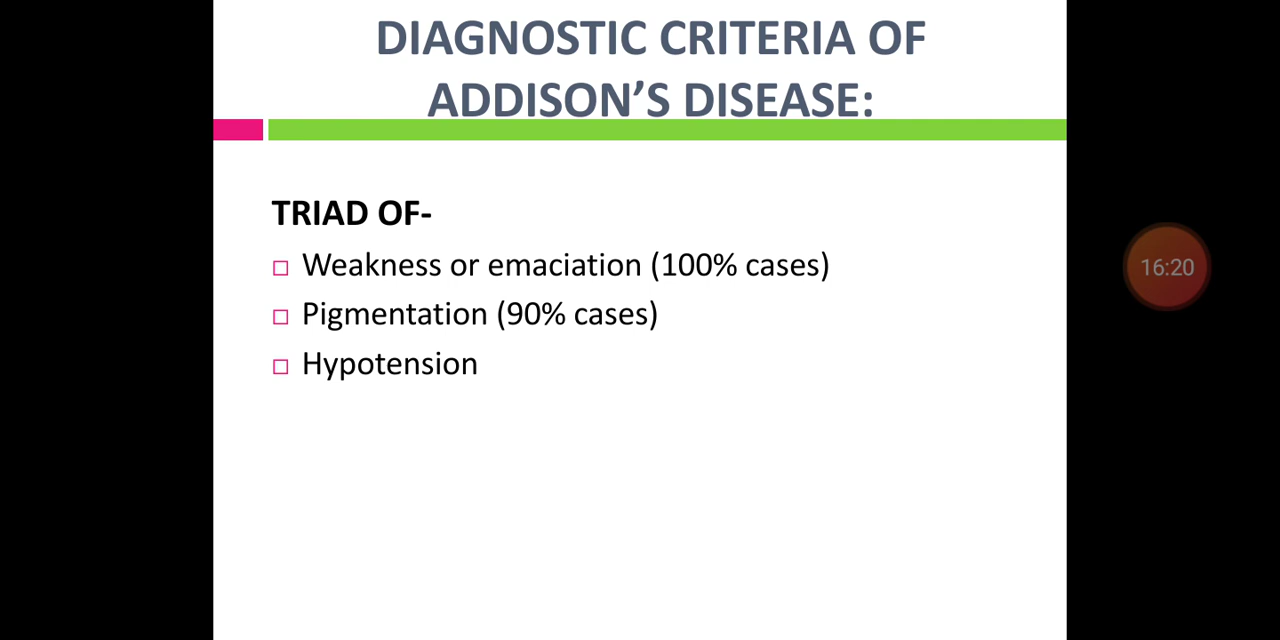 DIAGNOSTIC CRITERIA OF
ADDISON’S DISEASE:
TRIAD OF-
Weakness or emaciation (100% cases)
Pigmentation (90% cases)
Hypotension
16:20